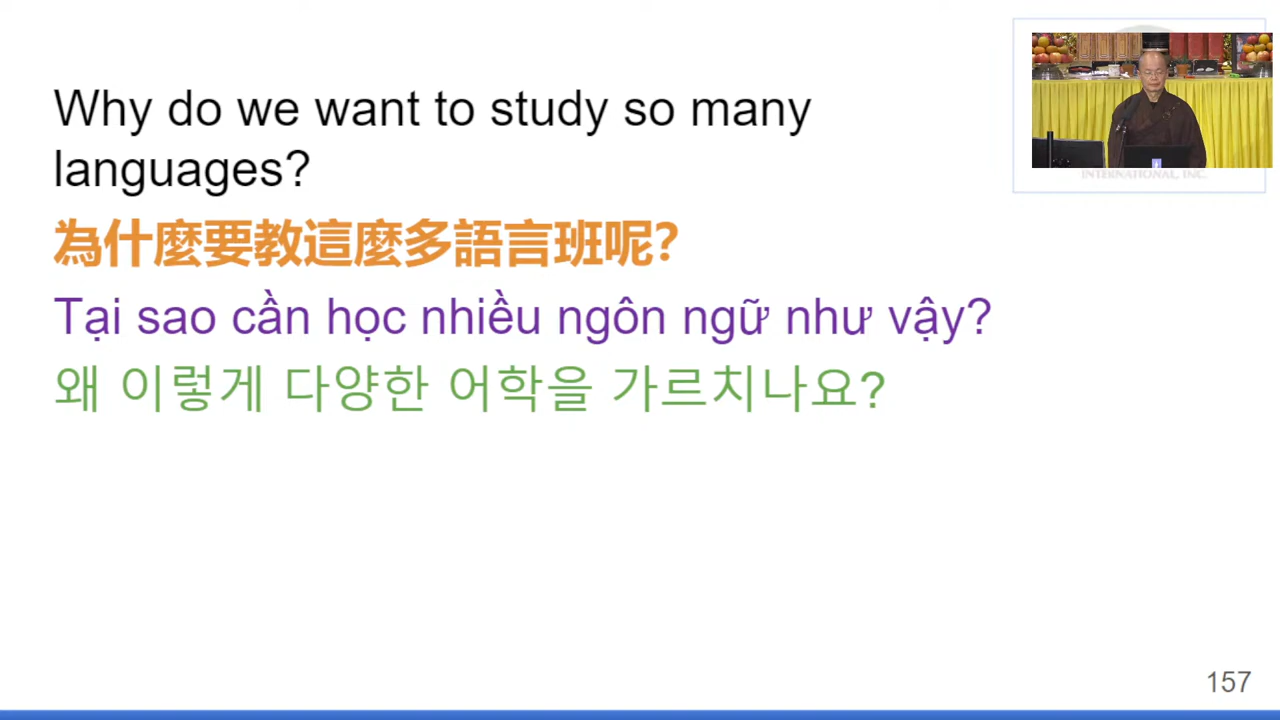 Why do we want to study so many
languages?
為什麼要教這麼多語言班呢?
Tại sao cần học nhiều ngôn ngữ như vậy?
왜 이렇게 다양한 어학을 가르치나요?
INTERNATIONAL, INC.
157